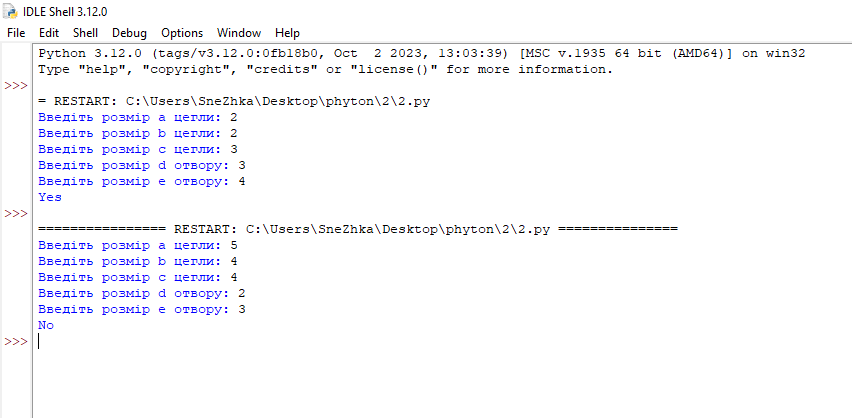 IDLE Shell 3.12.0
File Edit Shell Debug Options Window Help
Python 3.12.0 (tags/v3.12.0:0fb18b0, Oct  2 2023, 13:03:39) [MSC v.1935 64 bit (AMD64)] on win32
Type "help", "copyright", "credits" or "license()" for more information.
>>>
= RESTART: C:\Users\SneZhka\Desktop\phyton\2\2.py
Введіть розмір a цегли: 2
Введіть розмір b цегли: 2
Введіть розмір c цегли: 3
Введіть розмір d отвору: 3
Введіть розмір e отвору: 4
Yes
>>>
================ RESTART: C:\Users\SneZhka\Desktop\phyton\2\2.py ===============
Введіть розмір a цегли: 5
Введіть розмір b цегли: 4
Введіть розмір c цегли: 4
Введіть розмір d отвору: 2
Введіть розмір e отвору: 3
No
>>>